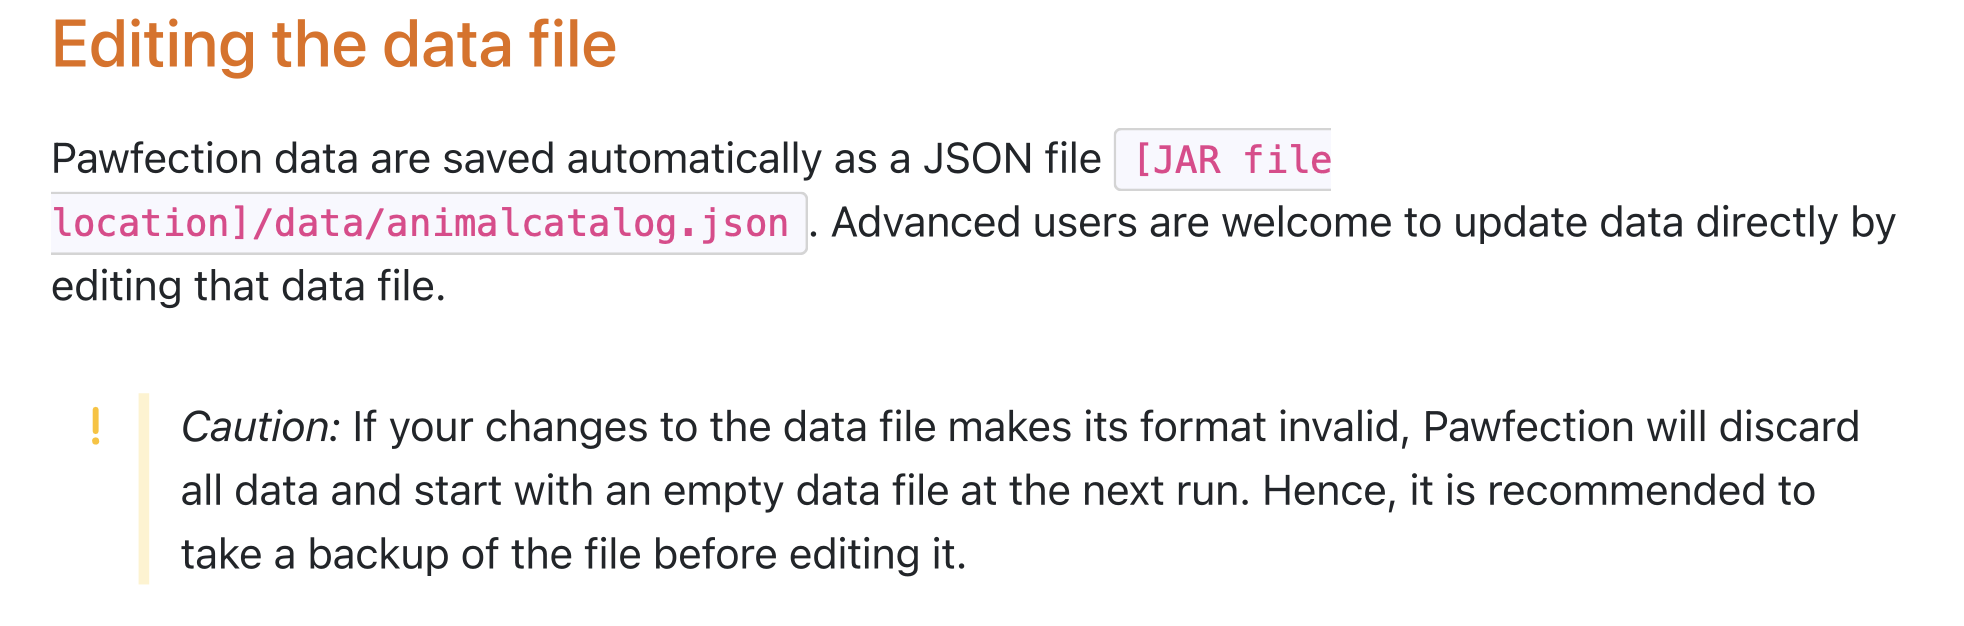 Editing the data file
Pawfection data are saved automatically as a JSON file [JAR file
location]/data/animalcatalog.json . Advanced users are welcome to update data directly by
editing that data file.
! Caution: If your changes to the data file makes its format invalid, Pawfection will discard
all data and start with an empty data file at the next run. Hence, it is recommended to
take a backup of the file before editing it.